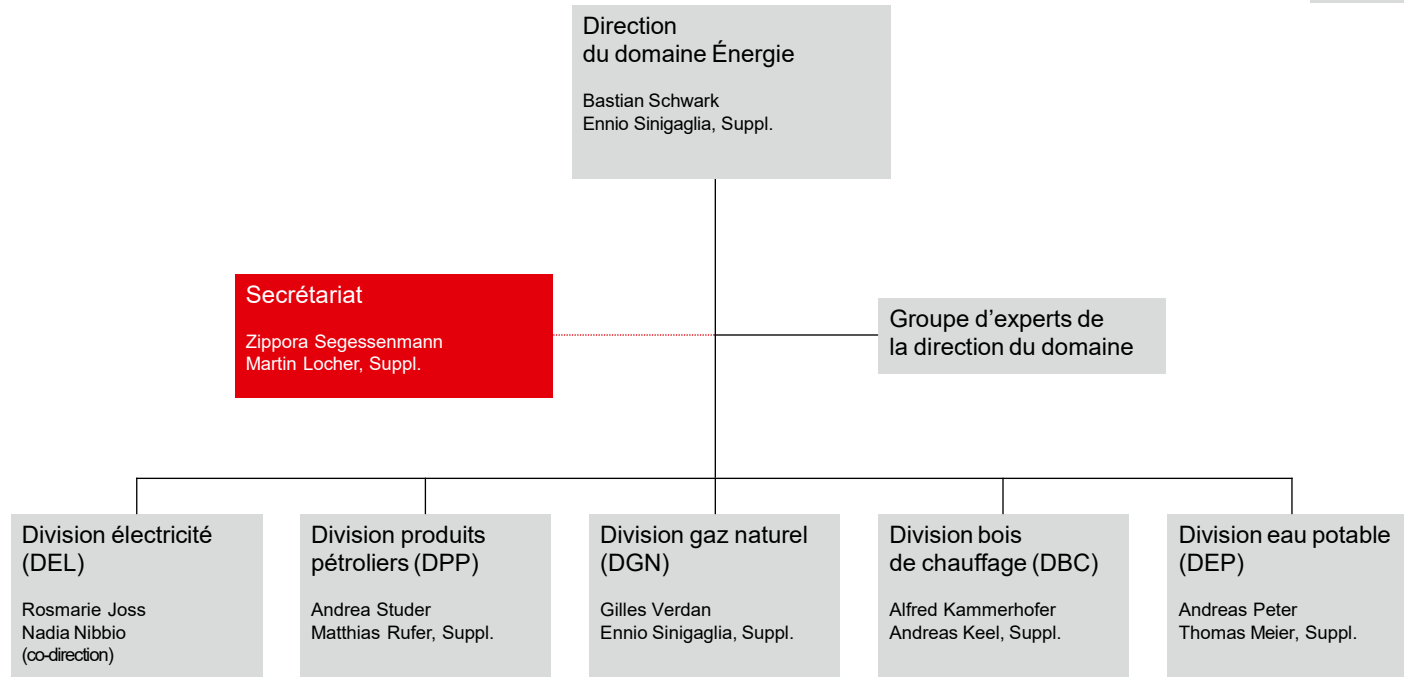 Direction
du domaine Énergie
Bastian Schwark
Ennio Sinigaglia, Suppl.
Secrétariat
Zippora Segessenmann
Martin Locher, Suppl.
Groupe d’experts de
la direction du domaine
Division électricité
(DEL)
Rosmarie Joss
Nadia Nibbio
(co-direction)
Division produits
pétroliers (DPP)
Andrea Studer
Matthias Rufer, Suppl.
Division gaz naturel
(DGN)
Gilles Verdan
Ennio Sinigaglia, Suppl.
Division bois
de chauffage (DBC)
Alfred Kammerhofer
Andreas Keel, Suppl.
Division eau potable
(DEP)
Andreas Peter
Thomas Meier, Suppl.